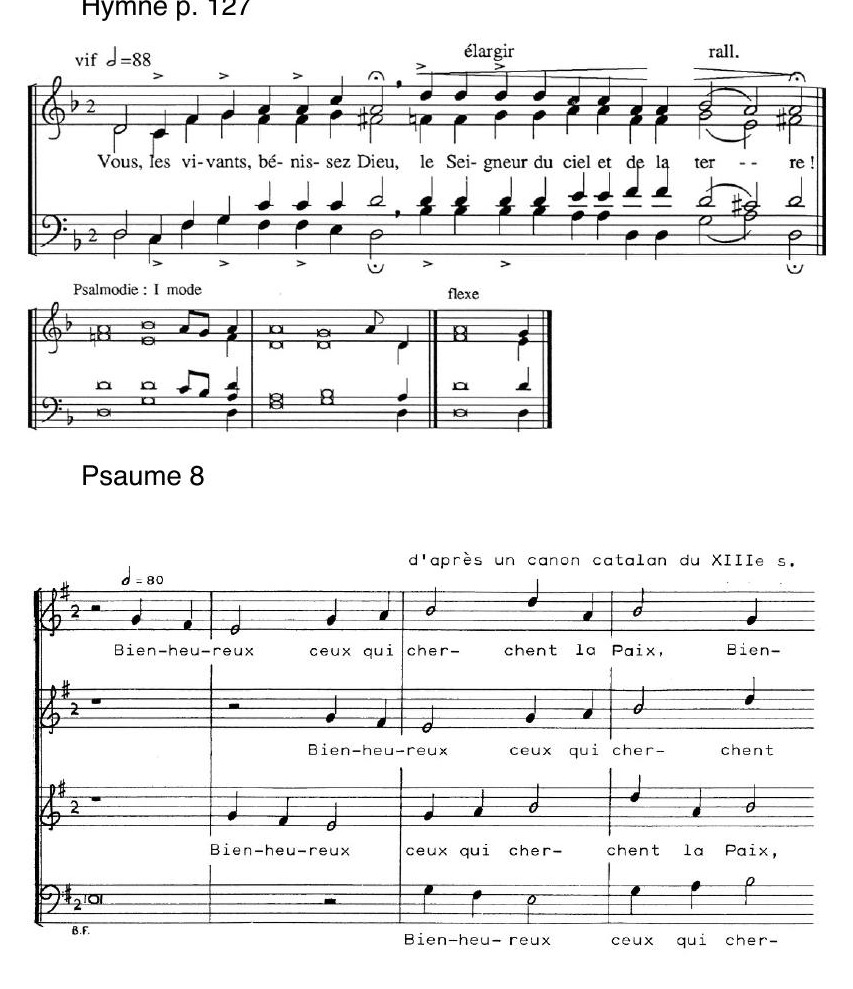 Hymne p. 127
vif 𝅗𝅥=88
élargir
rall.
Vous, les vi-vants, bé-nis-sez Dieu, le Sei-gneur du ciel et de la ter -- re !
Psalmodie : I mode
flexe
Psaume 8
d'après un canon catalan du XIIIe s.
𝅗𝅥=80
Bien-heu-reux ceux qui cher- chent la Paix, Bien-
Bien-heu-reux ceux qui cher- chent
Bien-heu-reux ceux qui cher- chent la Paix,
B.F.
Bien-heu-reux ceux qui cher-